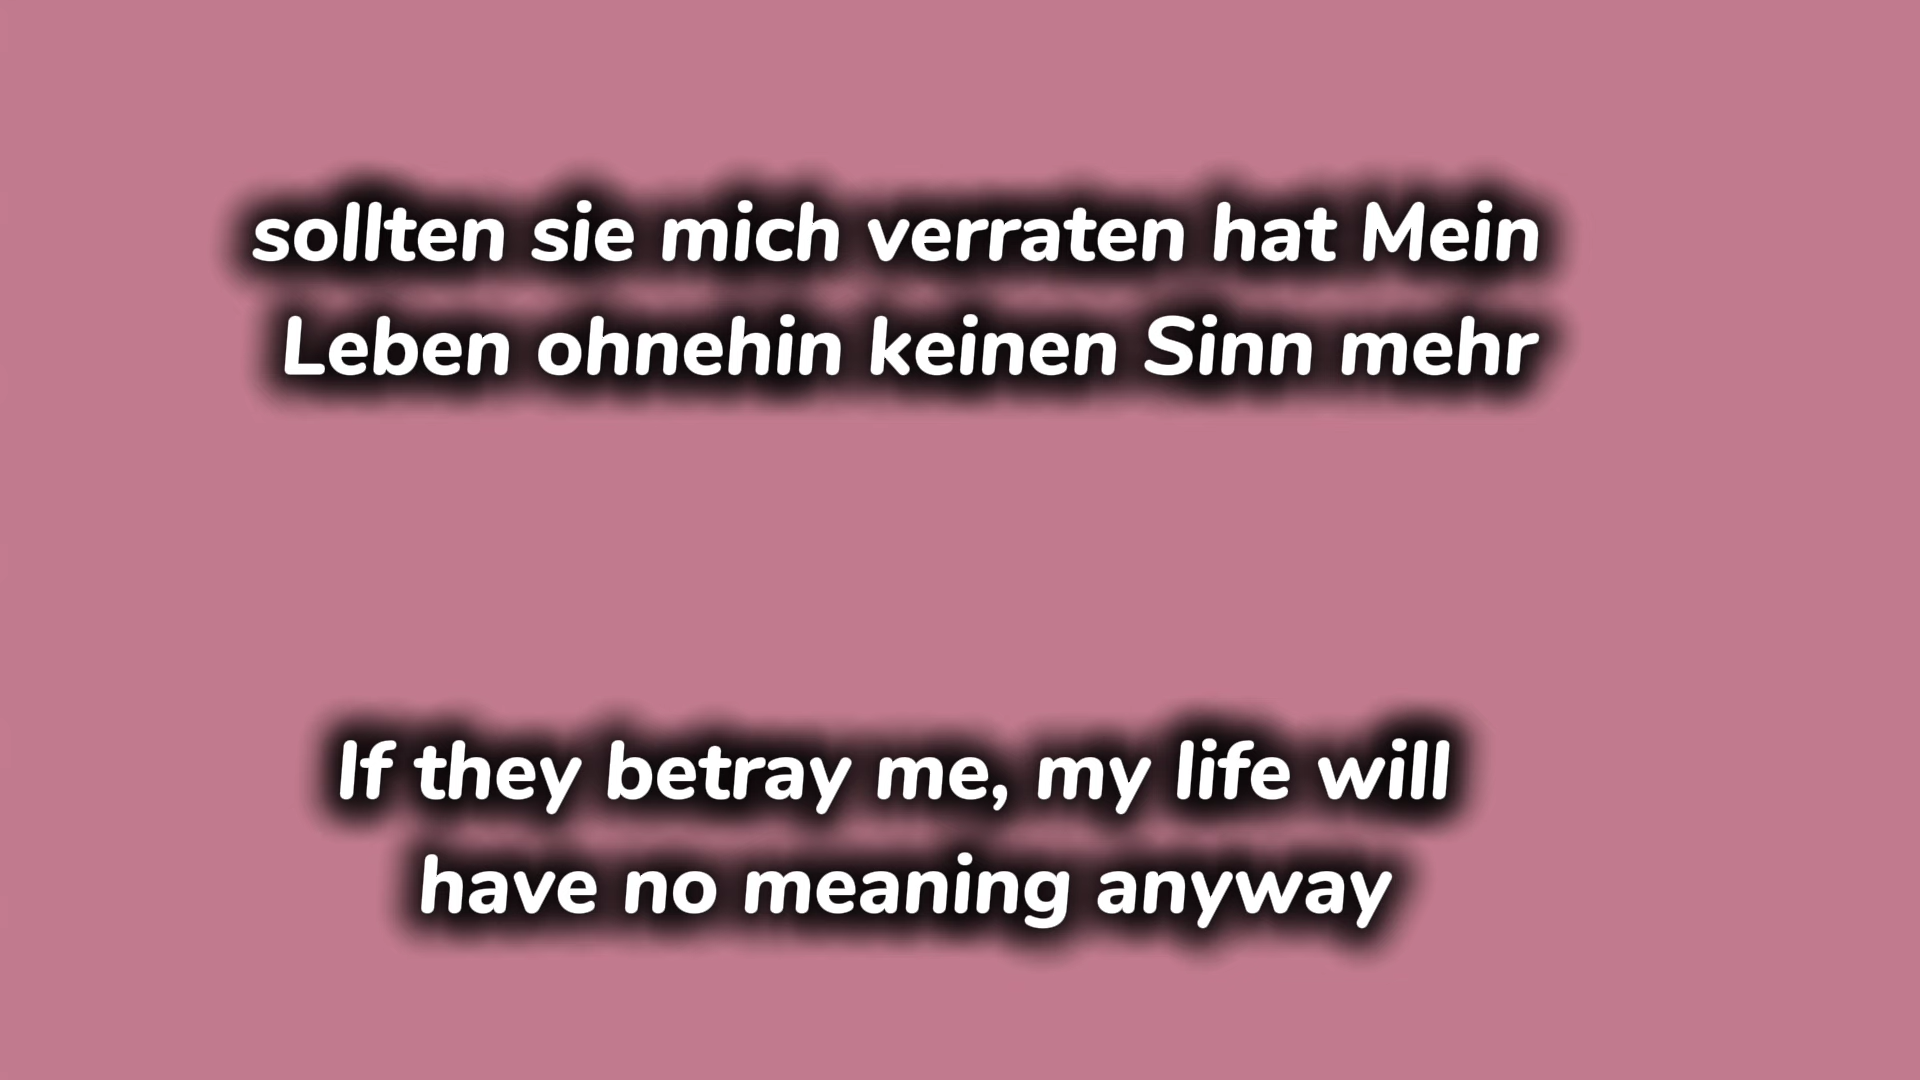 sollten sie mich verraten hat Mein
Leben ohnehin keinen Sinn mehr
If they betray me, my life will
have no meaning anyway